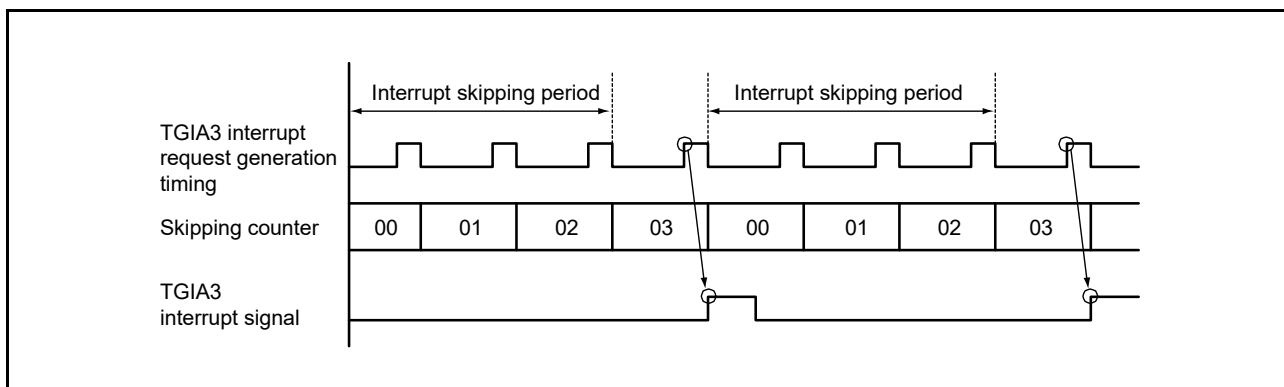 Interrupt skipping period
Interrupt skipping period
TGIA3 interrupt
request generation
timing
Skipping counter
00
01
02
03
00
01
02
03
TGIA3
interrupt signal